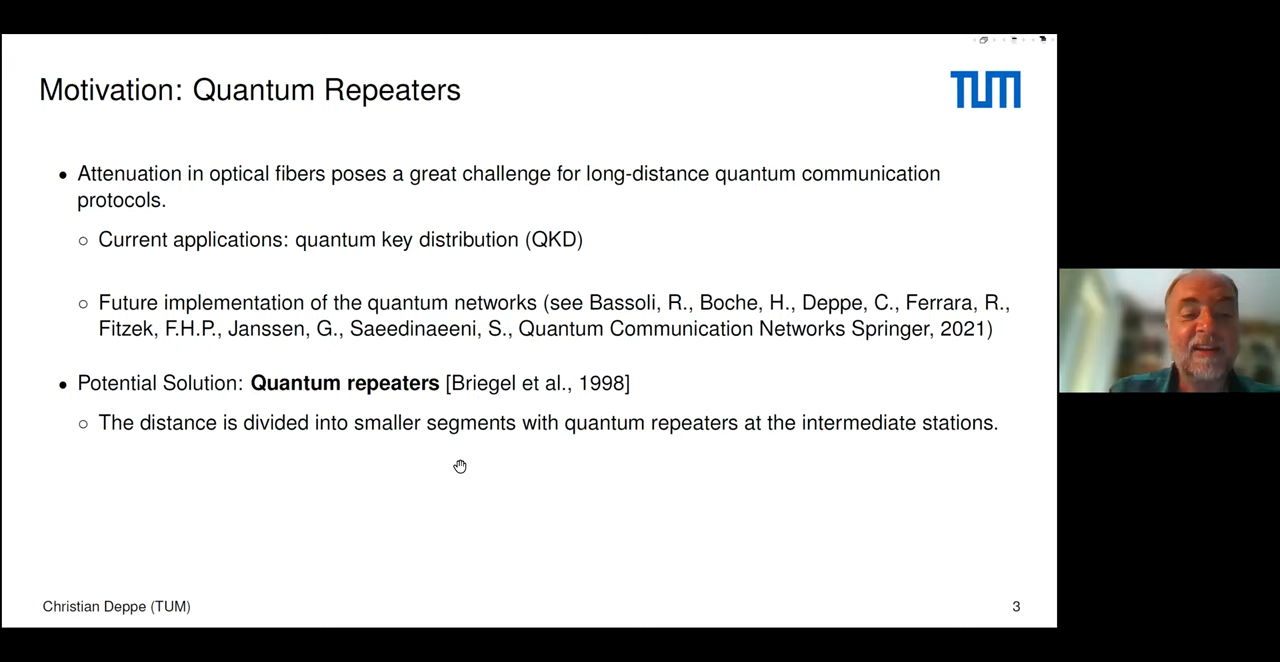 Motivation: Quantum Repeaters
TUM
• Attenuation in optical fibers poses a great challenge for long-distance quantum communication
protocols.
○ Current applications: quantum key distribution (QKD)
○ Future implementation of the quantum networks (see Bassoli, R., Boche, H., Deppe, C., Ferrara, R.,
Fitzek, F.H.P., Janssen, G., Saeedinaeeni, S., Quantum Communication Networks Springer, 2021)
• Potential Solution: Quantum repeaters [Briegel et al., 1998]
○ The distance is divided into smaller segments with quantum repeaters at the intermediate stations.
Christian Deppe (TUM)
3